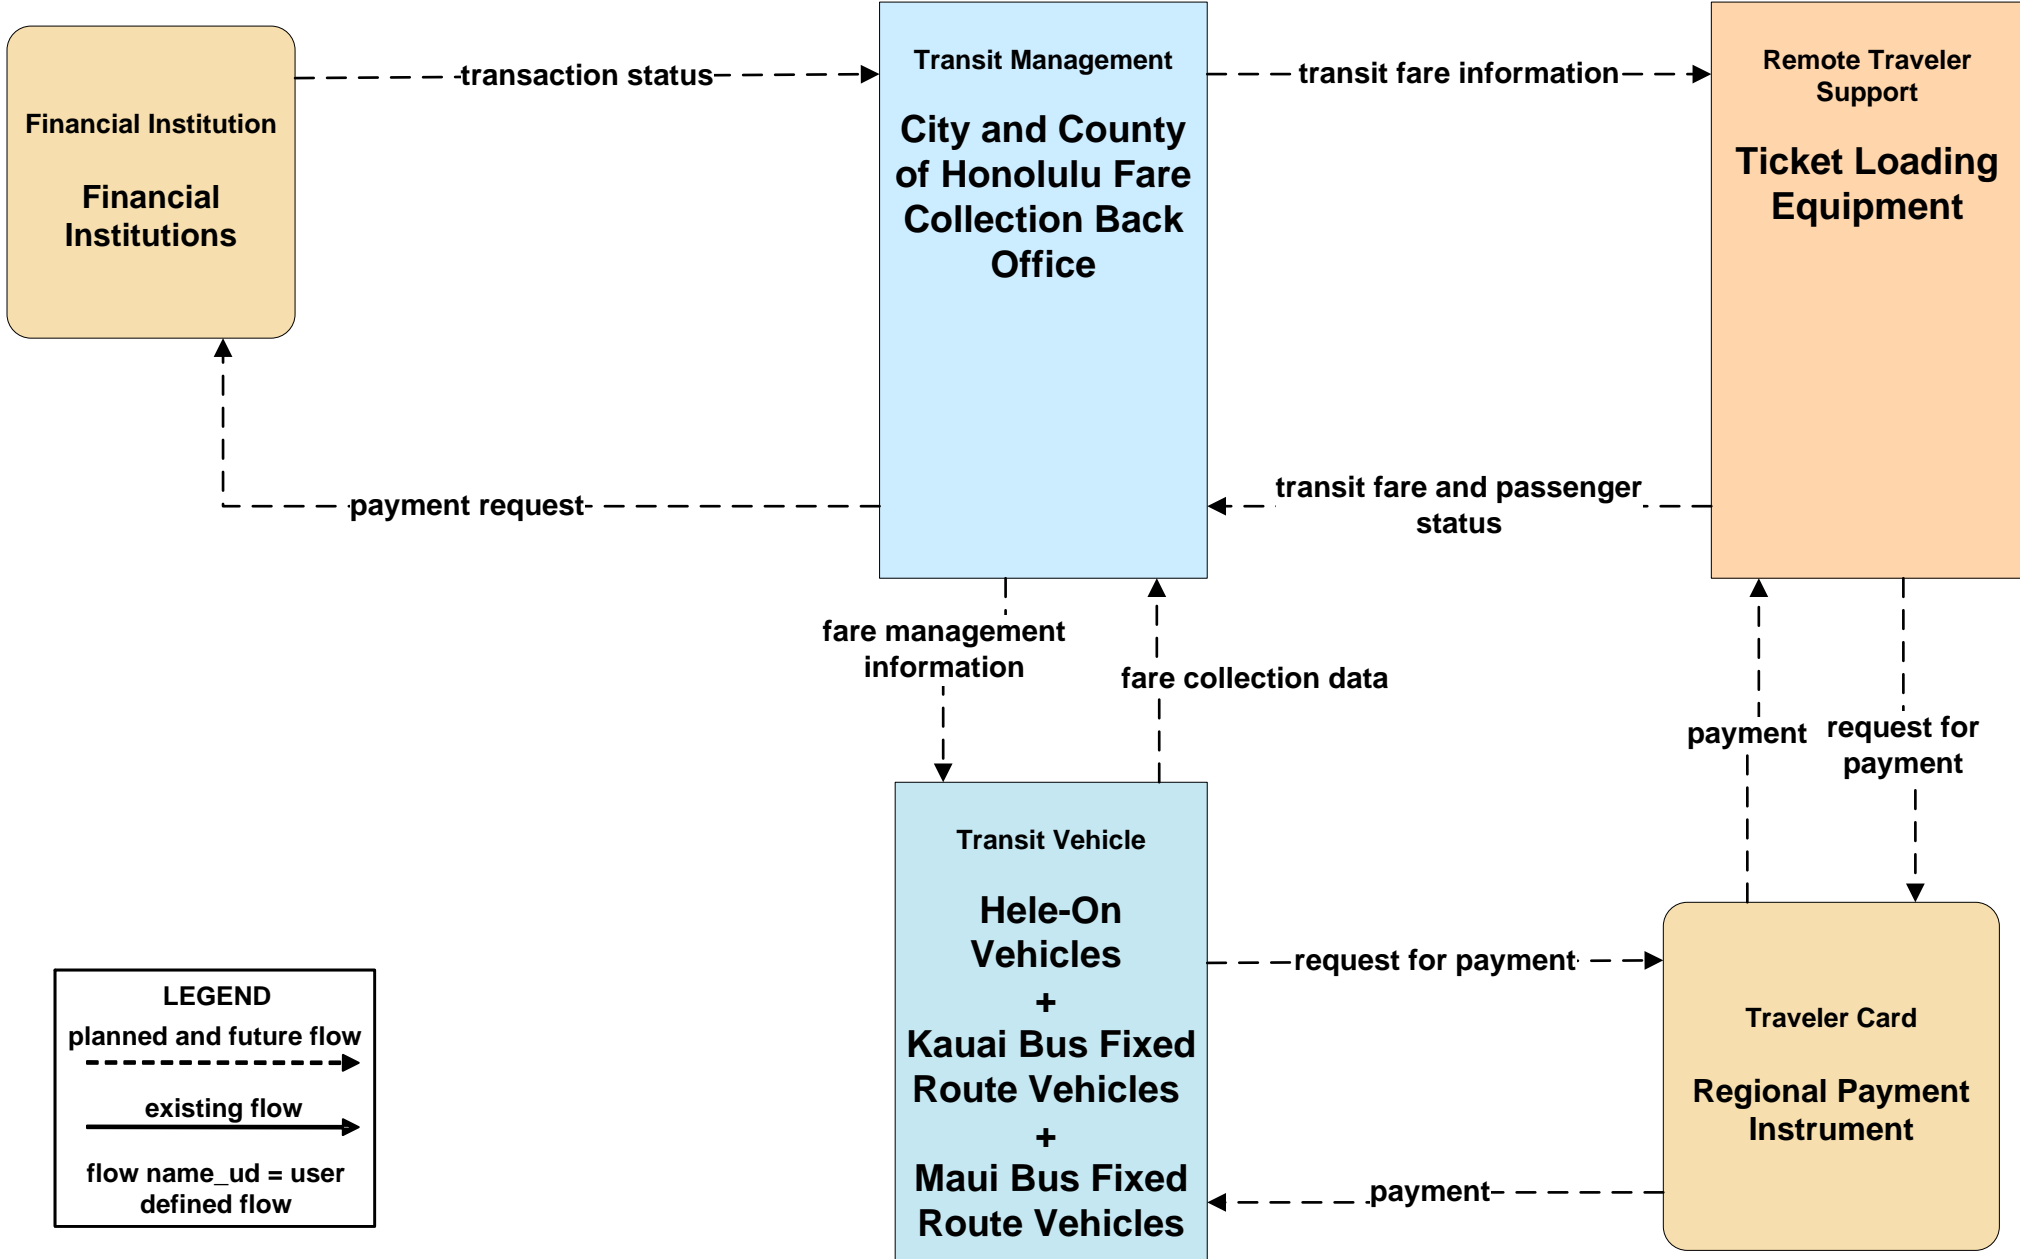 Financial Institution
Financial
Institutions
transaction status
Transit Management
City and County
of Honolulu Fare
Collection Back
Office
transit fare information
Remote Traveler
Support
Ticket Loading
Equipment
payment request
transit fare and passenger
status
fare management
information
fare collection data
payment
request for
payment
Transit Vehicle
Hele-On
Vehicles
+
Kauai Bus Fixed
Route Vehicles
+
Maui Bus Fixed
Route Vehicles
request for payment
payment
Traveler Card
Regional Payment
Instrument
LEGEND
planned and future flow
existing flow
flow name_ud = user
defined flow